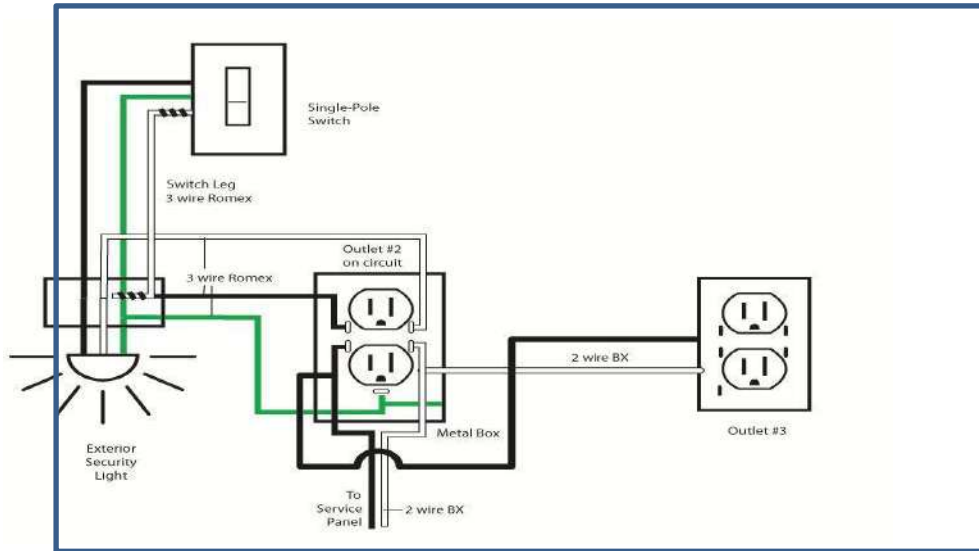 Single-Pole
Switch
Switch Leg
3 wire Romex
Outlet #2
on circuit
3 wire Romex
2 wire BX
Metal Box
Outlet #3
Exterior
Security
Light
To
Service
Panel
2 wire BX